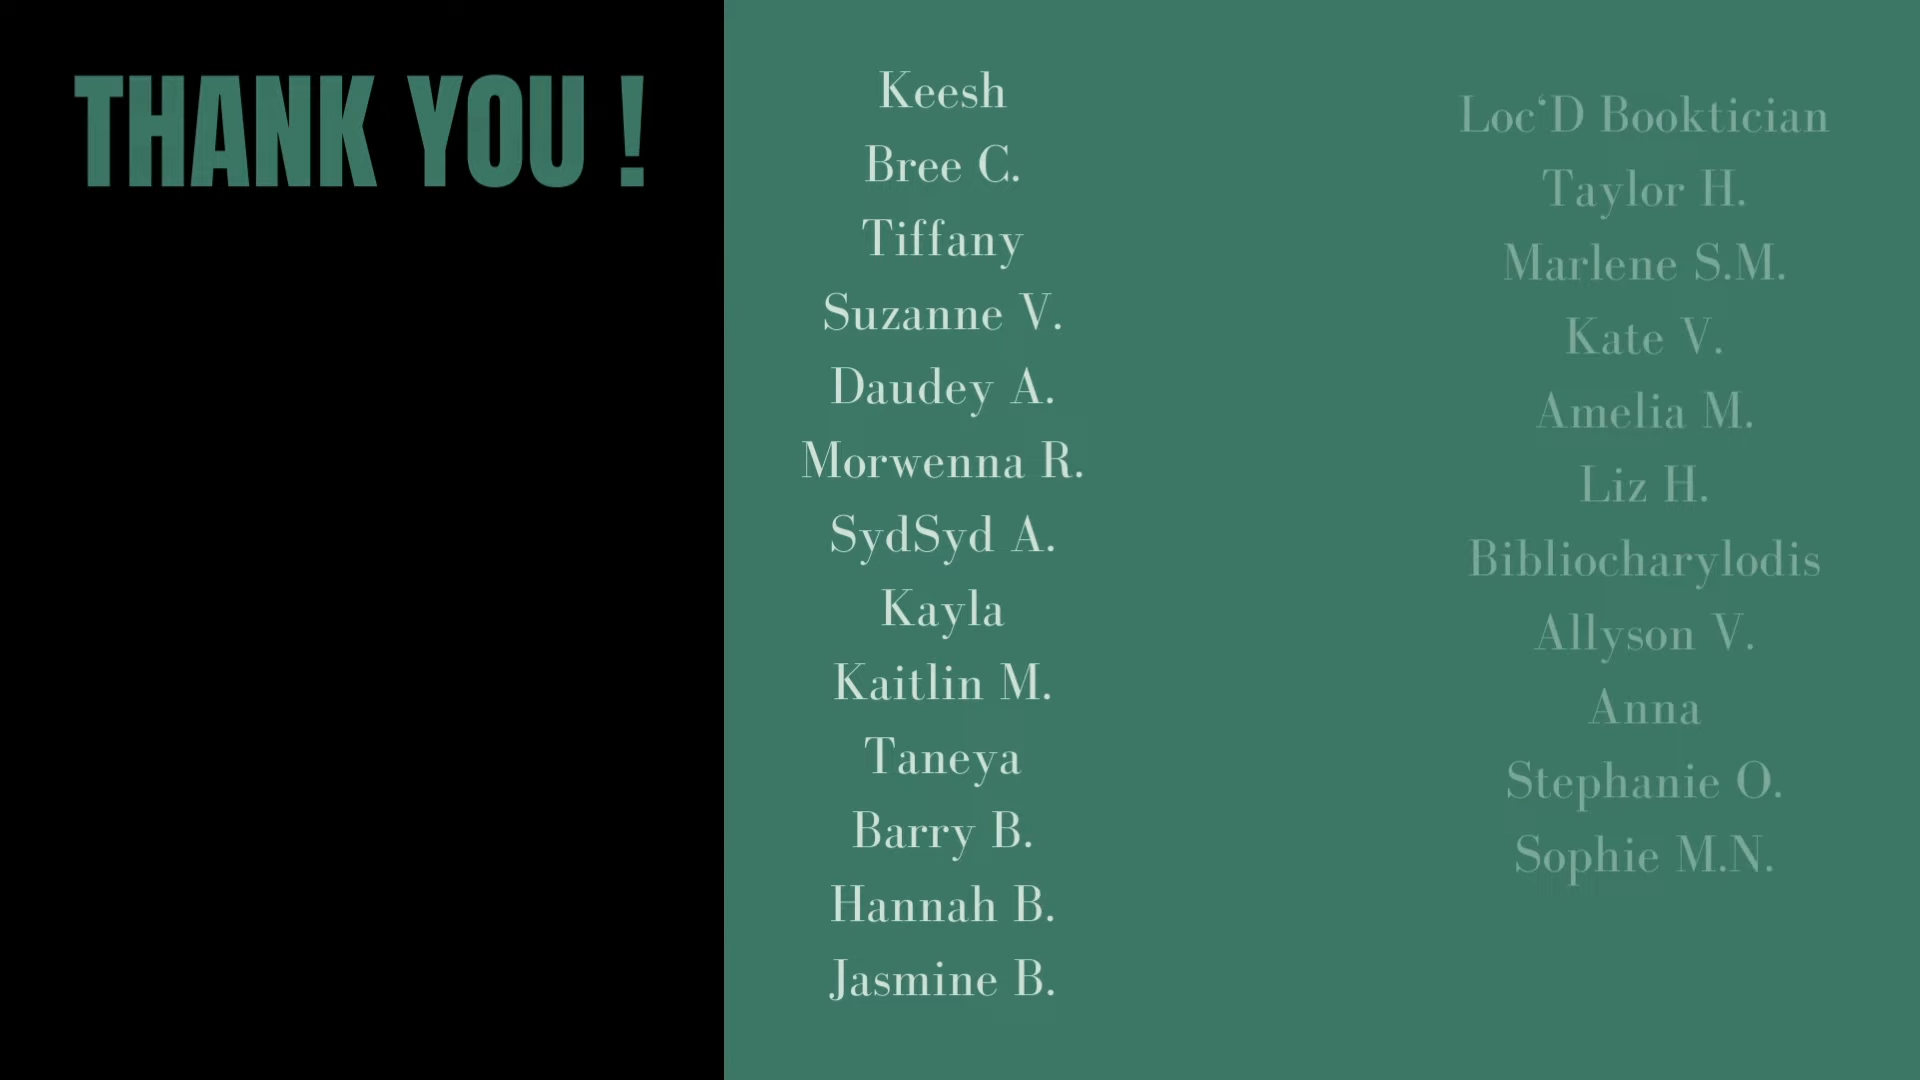 THANK YOU !
Keesh
Bree C.
Tiffany
Suzanne V.
Daudey A.
Morwenna R.
SydSyd A.
Kayla
Kaitlin M.
Taneya
Barry B.
Hannah B.
Jasmine B.
Loc‘D Booktician
Taylor H.
Marlene S.M.
Kate V.
Amelia M.
Liz H.
Bibliocharylodis
Allyson V.
Anna
Stephanie O.
Sophie M.N.